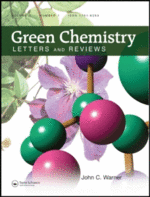 Green Chemistry
LETTERS AND REVIEWS
John C. Warner